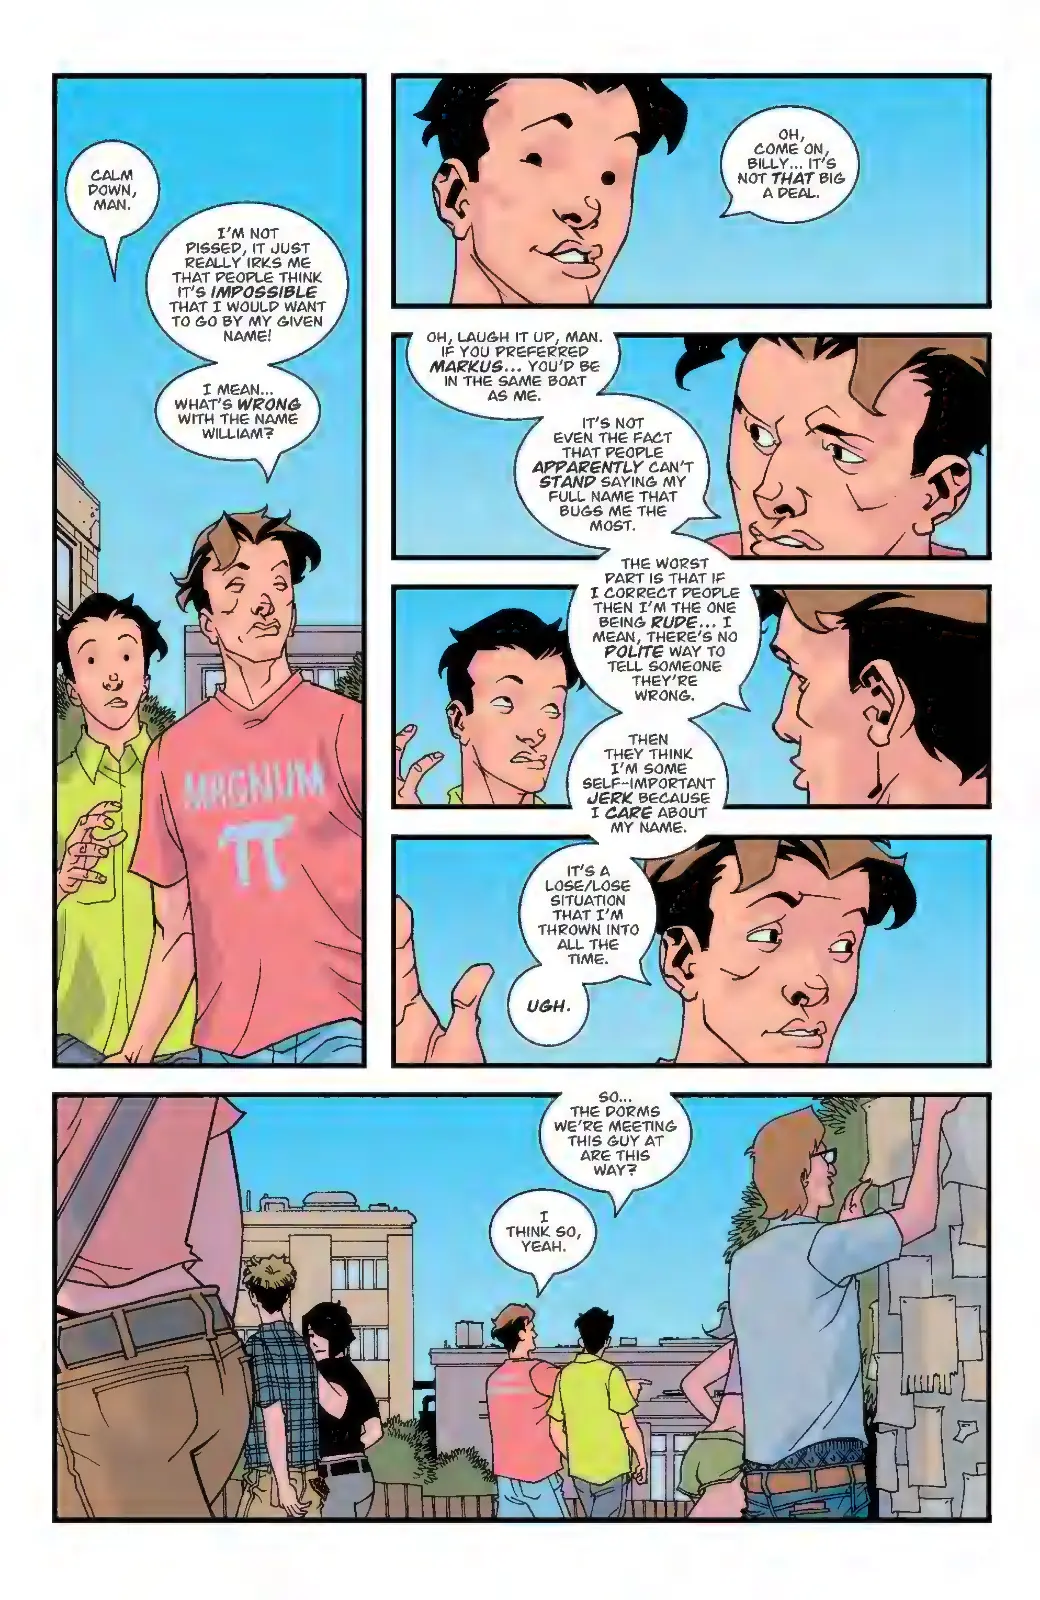 CALM
DOWN,
MAN.
I'M NOT
PISSED, IT JUST
REALLY IRKS ME
THAT PEOPLE THINK
IT'S IMPOSSIBLE
THAT I WOULD WANT
TO GO BY MY GIVEN
NAME!
I MEAN...
WHAT'S WRONG
WITH THE NAME
WILLIAM?
MAGNUM
π
OH,
COME ON,
BILLY... IT'S
NOT THAT BIG
A DEAL.
OH, LAUGH IT UP, MAN.
IF YOU PREFERRED
MARKUS... YOU'D BE
IN THE SAME BOAT
AS ME.
IT'S NOT
EVEN THE FACT
THAT PEOPLE
APPARENTLY CAN'T
STAND SAYING MY
FULL NAME THAT
BUGS ME THE
MOST.
THE WORST
PART IS THAT IF
I CORRECT PEOPLE
THEN I'M THE ONE
BEING RUDE... I
MEAN, THERE'S NO
POLITE WAY TO
TELL SOMEONE
THEY'RE
WRONG.
THEN
THEY THINK
I'M SOME
SELF-IMPORTANT
JERK BECAUSE
I CARE ABOUT
MY NAME.
IT'S A
LOSE/LOSE
SITUATION
THAT I'M
THROWN INTO
ALL THE
TIME.
UGH.
SO...
THE DORMS
WE'RE MEETING
THIS GUY AT
ARE THIS
WAY?
I
THINK SO,
YEAH.